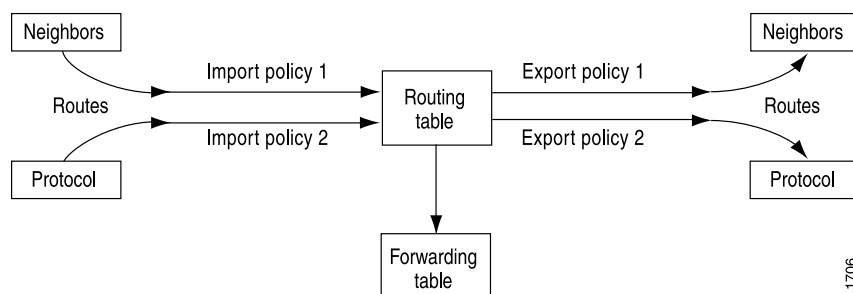 Neighbors
Neighbors
Import policy 1
Export policy 1
Routes
Routing
table
Routes
Import policy 2
Export policy 2
Protocol
Protocol
Forwarding
table
1706